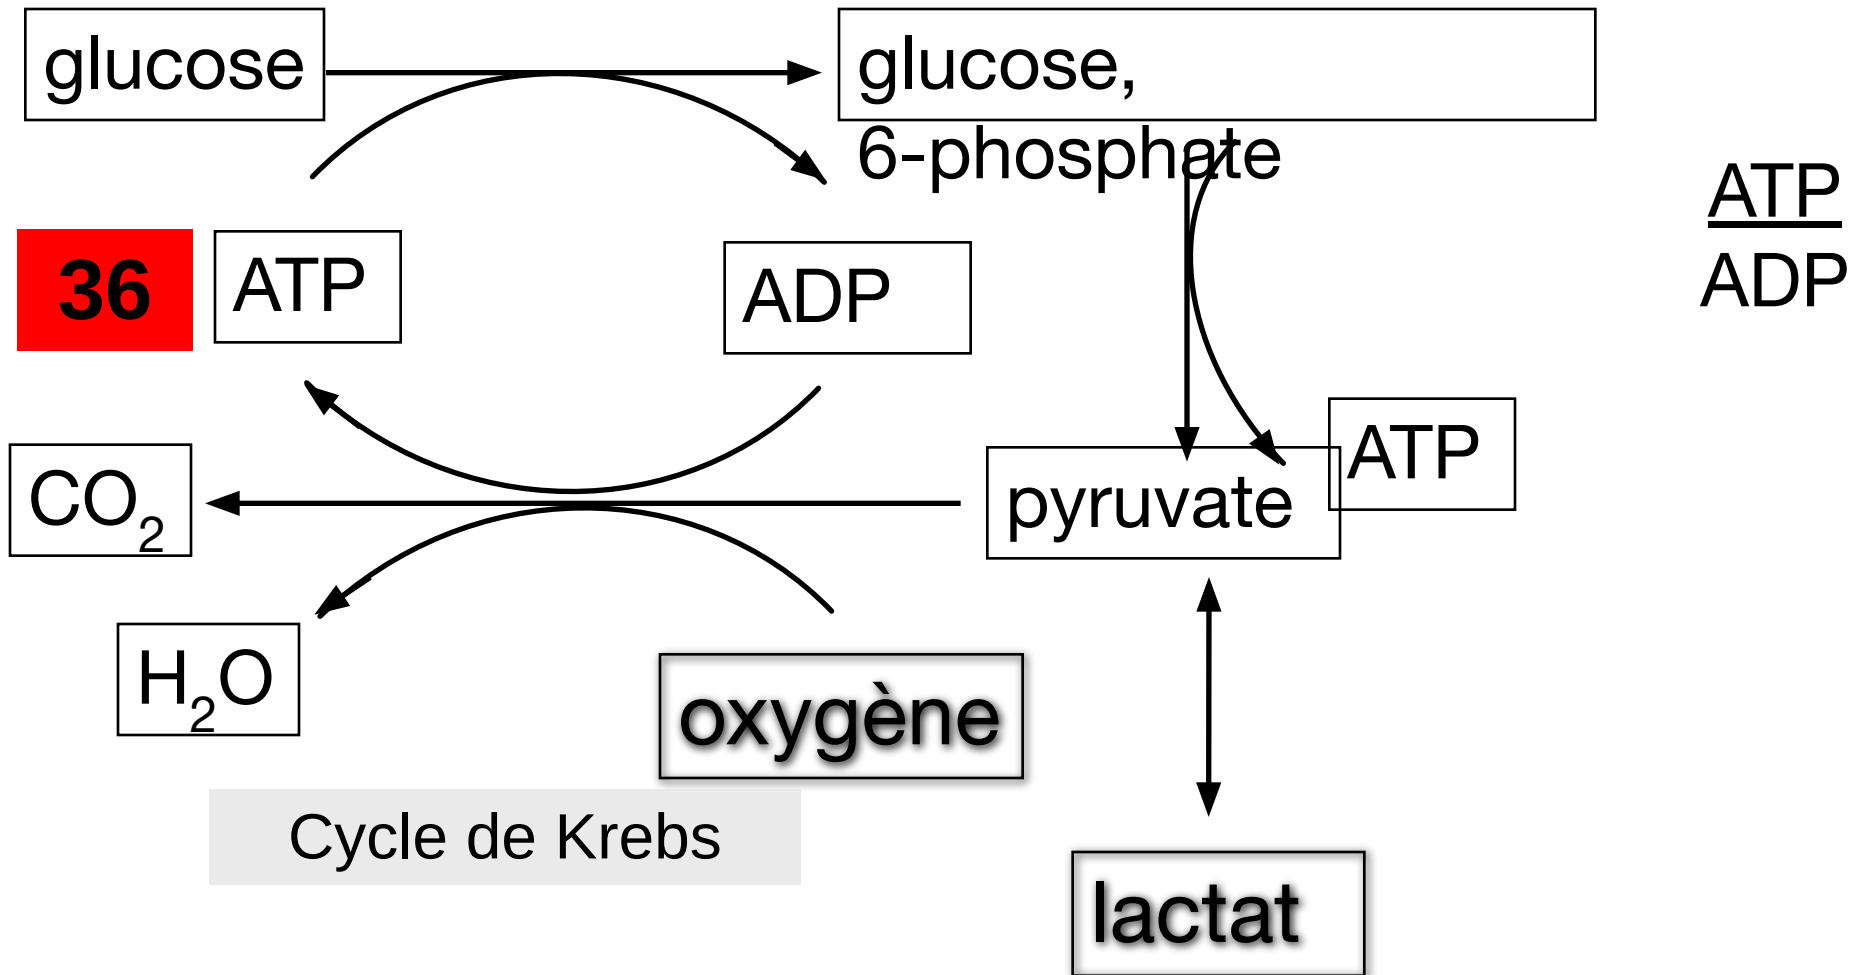 glucose
glucose,
6-phosphate
ATP
ADP
36
ATP
ADP
ATP
CO₂
pyruvate
H₂O
oxygène
Cycle de Krebs
lactat